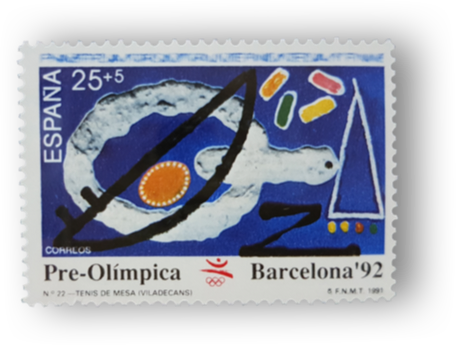 ESPAÑA
25+5
CORREOS
Pre-Olímpica Barcelona'92
Nº 22 — TENIS DE MESA (VILADECANS) © F.N.M.T. 1991